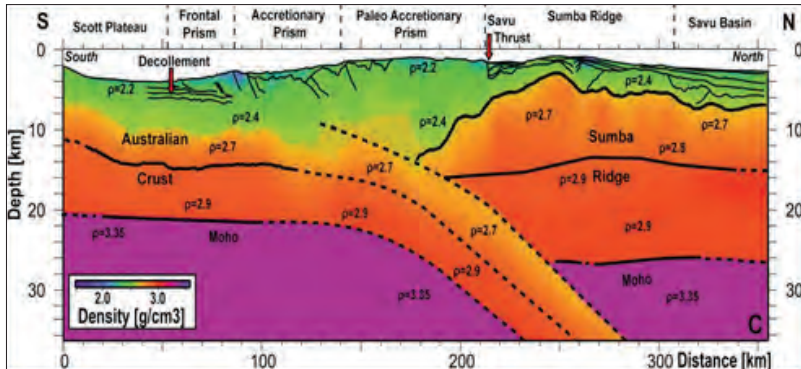 S
Scott Plateau
Frontal
Prism
Accretionary
Prism
Paleo Accretionary
Prism
Savu
Thrust
Sumba Ridge
Savu Basin
N
South
Decollement
North
0
10
20
30
Depth [km]
ρ=2.2
ρ=2.2
ρ=2.4
ρ=2.4
ρ=2.4
Australian
ρ=2.7
Crust
ρ=2.7
ρ=2.7
Sumba
ρ=2.8
ρ=2.7
Ridge
ρ=2.9
ρ=2.9
ρ=2.9
ρ=2.7
ρ=2.9
ρ=2.9
Moho
ρ=3.35
ρ=3.35
Moho
ρ=3.35
2.0
3.0
Density [g/cm3]
C
0
10
20
30
0
100
200
300
Distance [km]